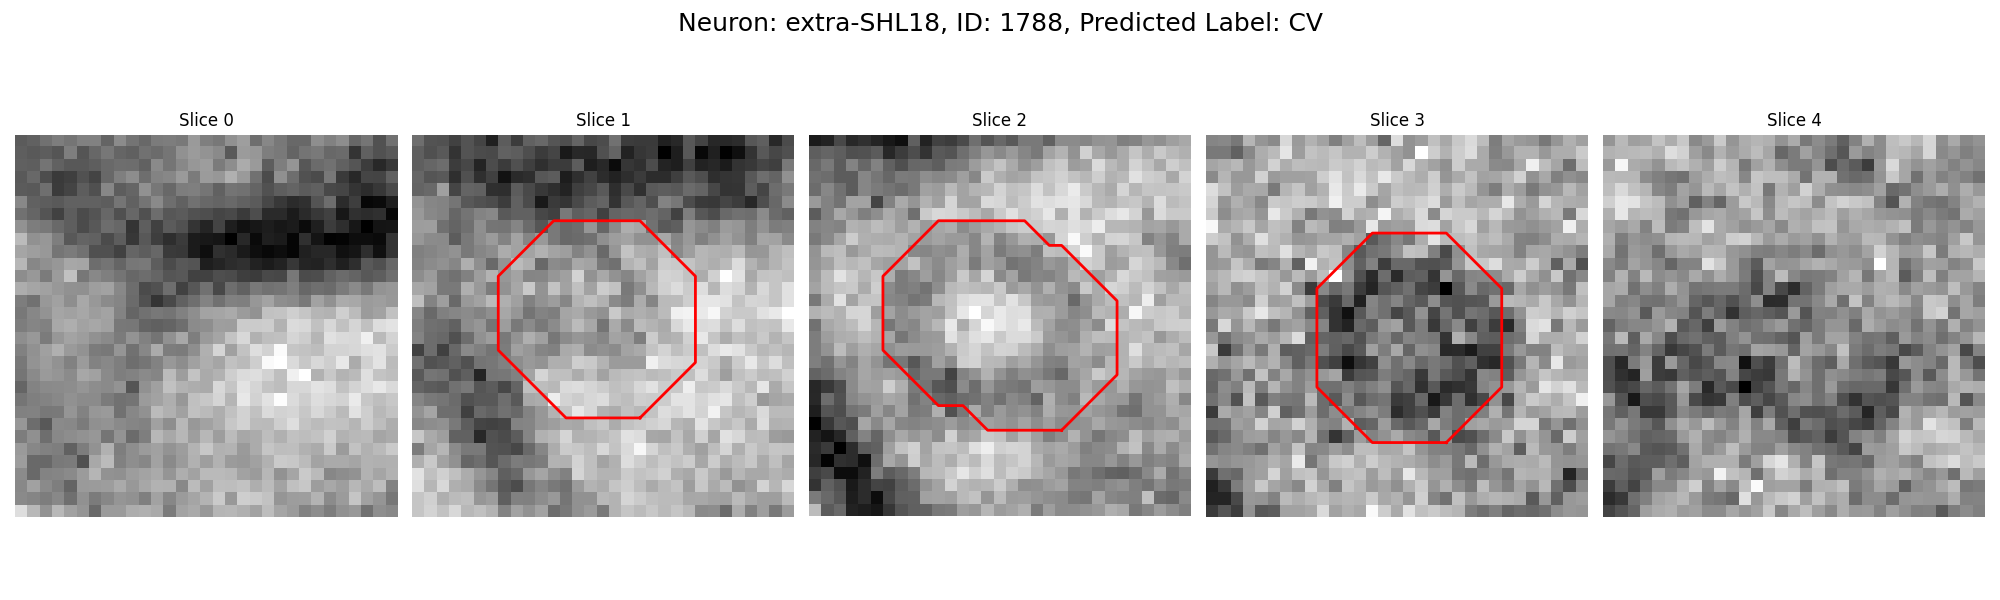 Neuron: extra-SHL18, ID: 1788, Predicted Label: CV
Slice 0
Slice 1
Slice 2
Slice 3
Slice 4